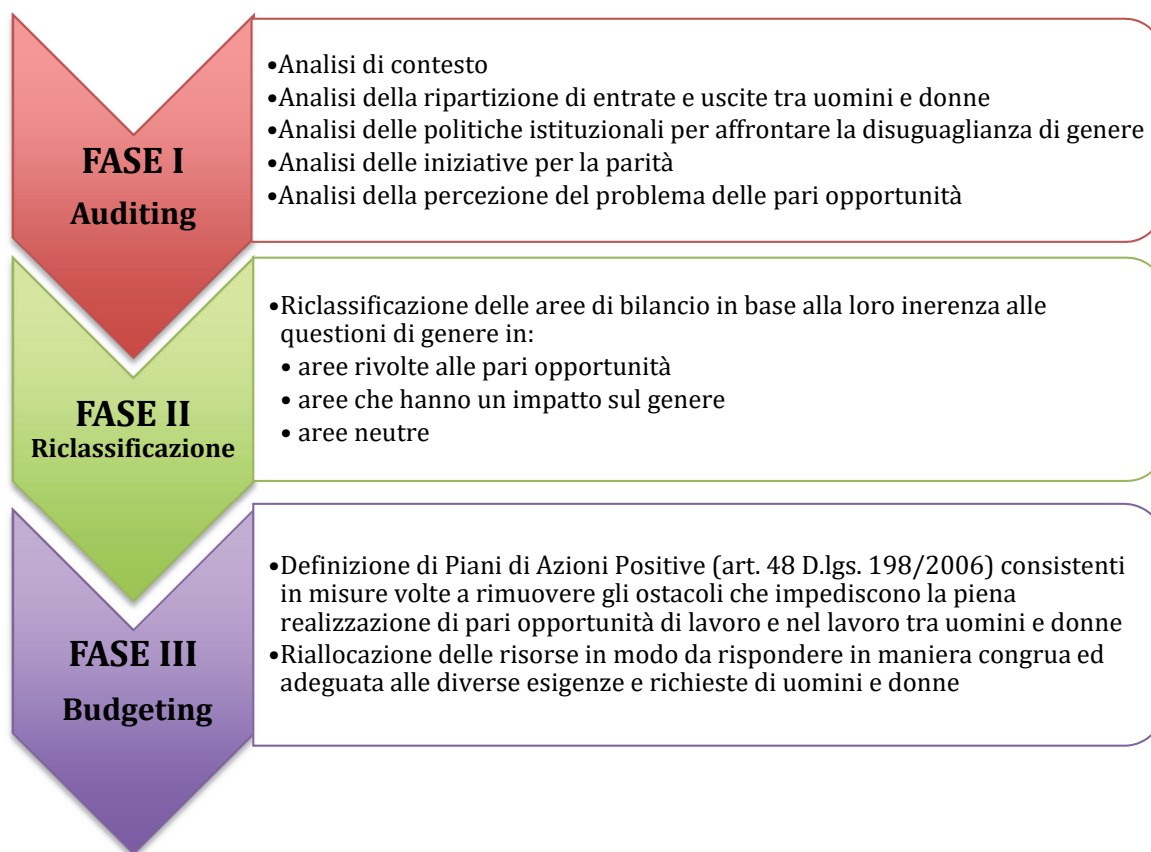 FASE I
Auditing
•Analisi di contesto
•Analisi della ripartizione di entrate e uscite tra uomini e donne
•Analisi delle politiche istituzionali per affrontare la disuguaglianza di genere
•Analisi delle iniziative per la parità
•Analisi della percezione del problema delle pari opportunità
FASE II
Riclassificazione
•Riclassificazione delle aree di bilancio in base alla loro inerenza alle
questioni di genere in:
• aree rivolte alle pari opportunità
• aree che hanno un impatto sul genere
• aree neutre
FASE III
Budgeting
•Definizione di Piani di Azioni Positive (art. 48 D.lgs. 198/2006) consistenti
in misure volte a rimuovere gli ostacoli che impediscono la piena
realizzazione di pari opportunità di lavoro e nel lavoro tra uomini e donne
•Riallocazione delle risorse in modo da rispondere in maniera congrua ed
adeguata alle diverse esigenze e richieste di uomini e donne